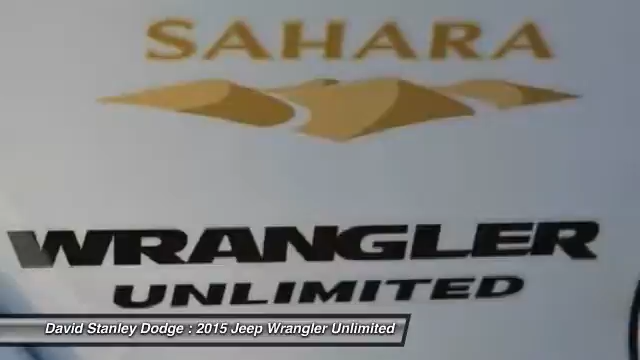 SAHARA
WRANGLER
UNLIMITED
David Stanley Dodge : 2015 Jeep Wrangler Unlimited